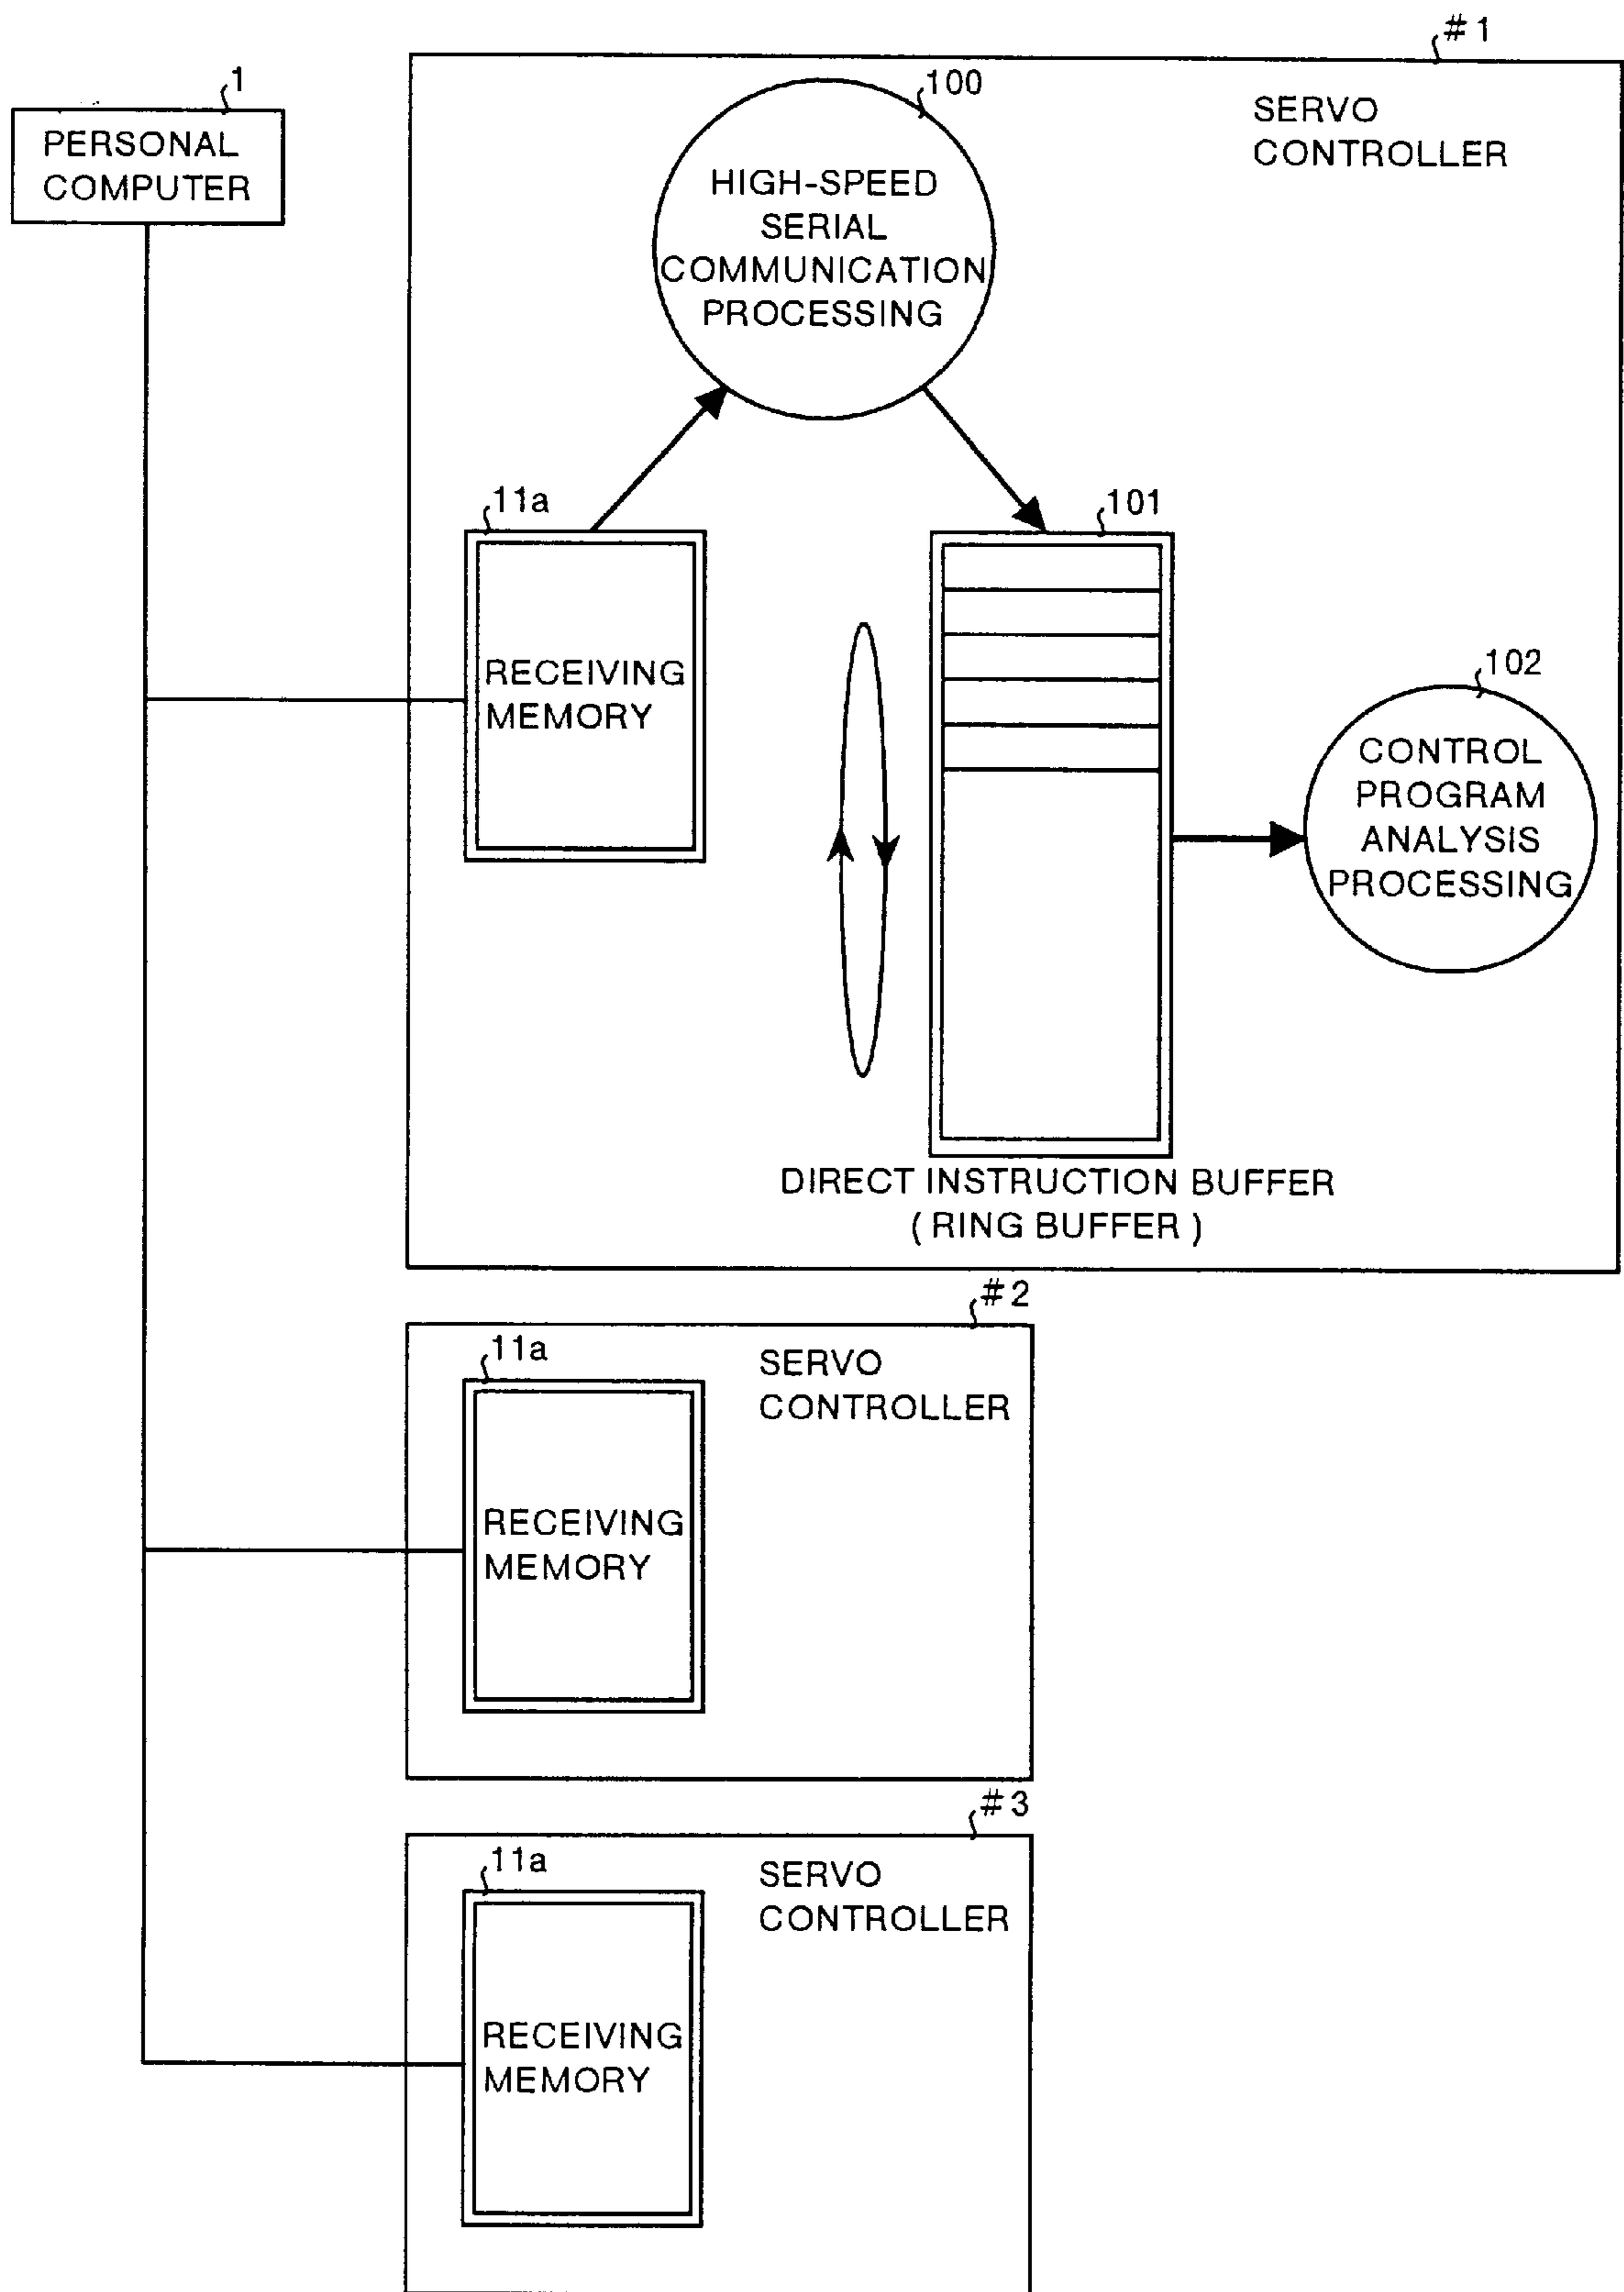 #1
1
PERSONAL
COMPUTER
100
SERVO
CONTROLLER
HIGH-SPEED
SERIAL
COMMUNICATION
PROCESSING
11a
RECEIVING
MEMORY
101
102
CONTROL
PROGRAM
ANALYSIS
PROCESSING
DIRECT INSTRUCTION BUFFER
( RING BUFFER )
#2
11a
SERVO
CONTROLLER
RECEIVING
MEMORY
#3
11a
SERVO
CONTROLLER
RECEIVING
MEMORY